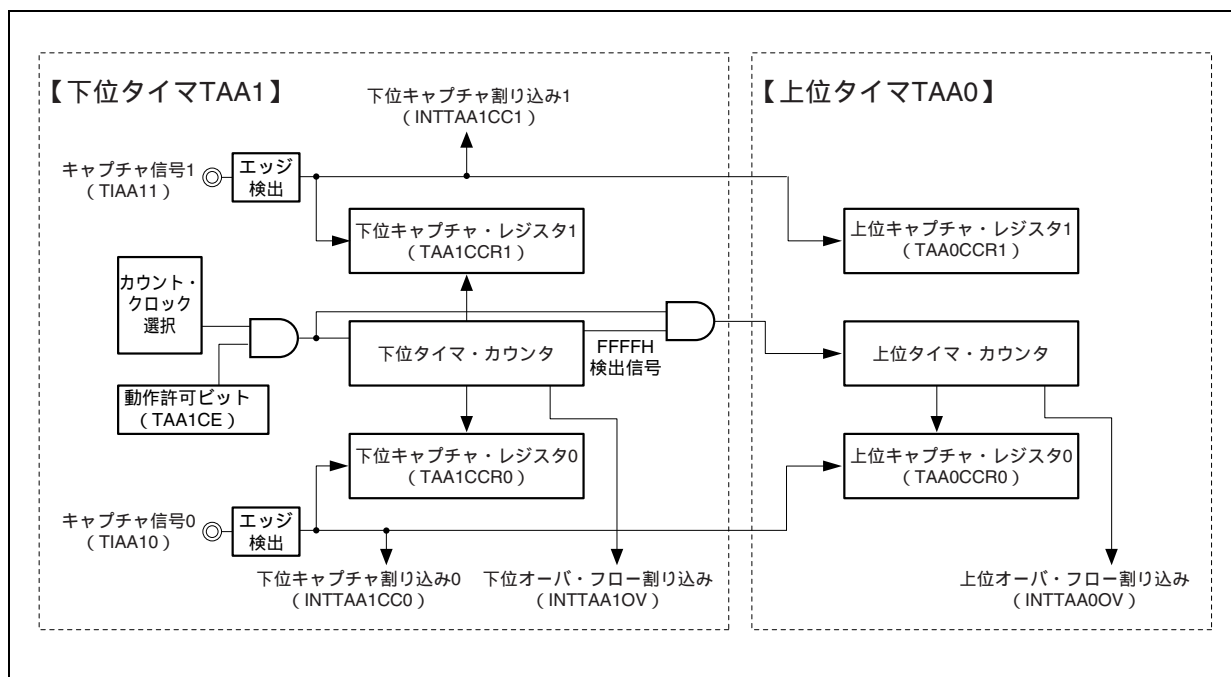 【下位タイマTAA1】
下位キャプチャ割り込み1
（INTTAA1CC1）
キャプチャ信号1
（TIAA11）
エッジ
検出
下位キャプチャ・レジスタ1
（TAA1CCR1）
カウント・
クロック
選択
下位タイマ・カウンタ
FFFFH
検出信号
動作許可ビット
（TAA1CE）
下位キャプチャ・レジスタ0
（TAA1CCR0）
キャプチャ信号0
（TIAA10）
エッジ
検出
下位キャプチャ割り込み0
（INTTAA1CC0）
下位オーバ・フロー割り込み
（INTTAA1OV）
【上位タイマTAA0】
上位キャプチャ・レジスタ1
（TAA0CCR1）
上位タイマ・カウンタ
上位キャプチャ・レジスタ0
（TAA0CCR0）
上位オーバ・フロー割り込み
（INTTAA0OV）